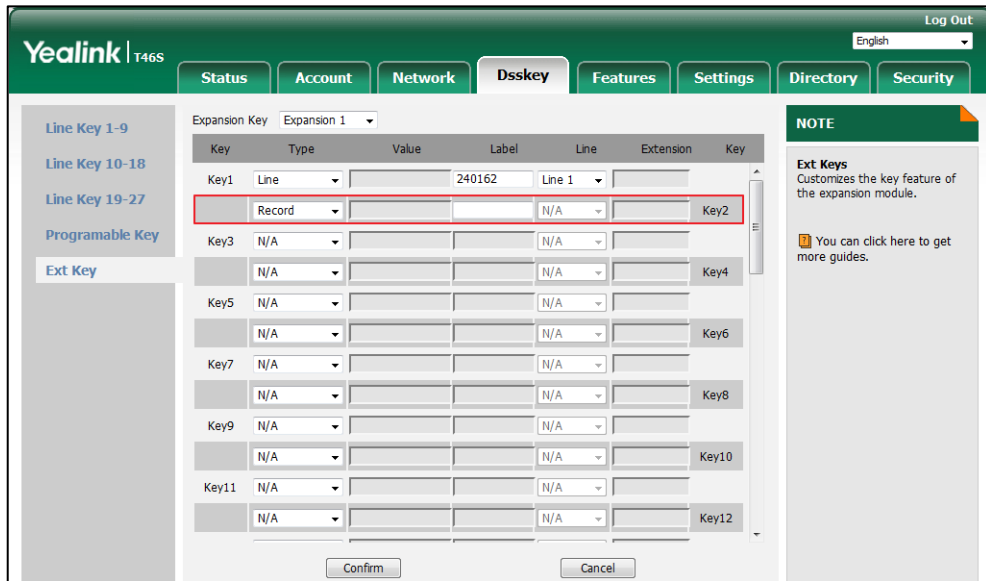 Log Out
Yealink T46S
English
Status Account Network Dsskey Features Settings Directory Security
Line Key 1-9
Line Key 10-18
Line Key 19-27
Programable Key
Ext Key
Expansion Key Expansion 1
Key Type Value Label Line Extension Key
Key1 Line 240162 Line 1
Record N/A Key2
Key3 N/A N/A
N/A N/A Key4
Key5 N/A N/A
N/A N/A Key6
Key7 N/A N/A
N/A N/A Key8
Key9 N/A N/A
N/A N/A Key10
Key11 N/A N/A
N/A N/A Key12
Confirm Cancel
NOTE
Ext Keys
Customizes the key feature of
the expansion module.
You can click here to get
more guides.